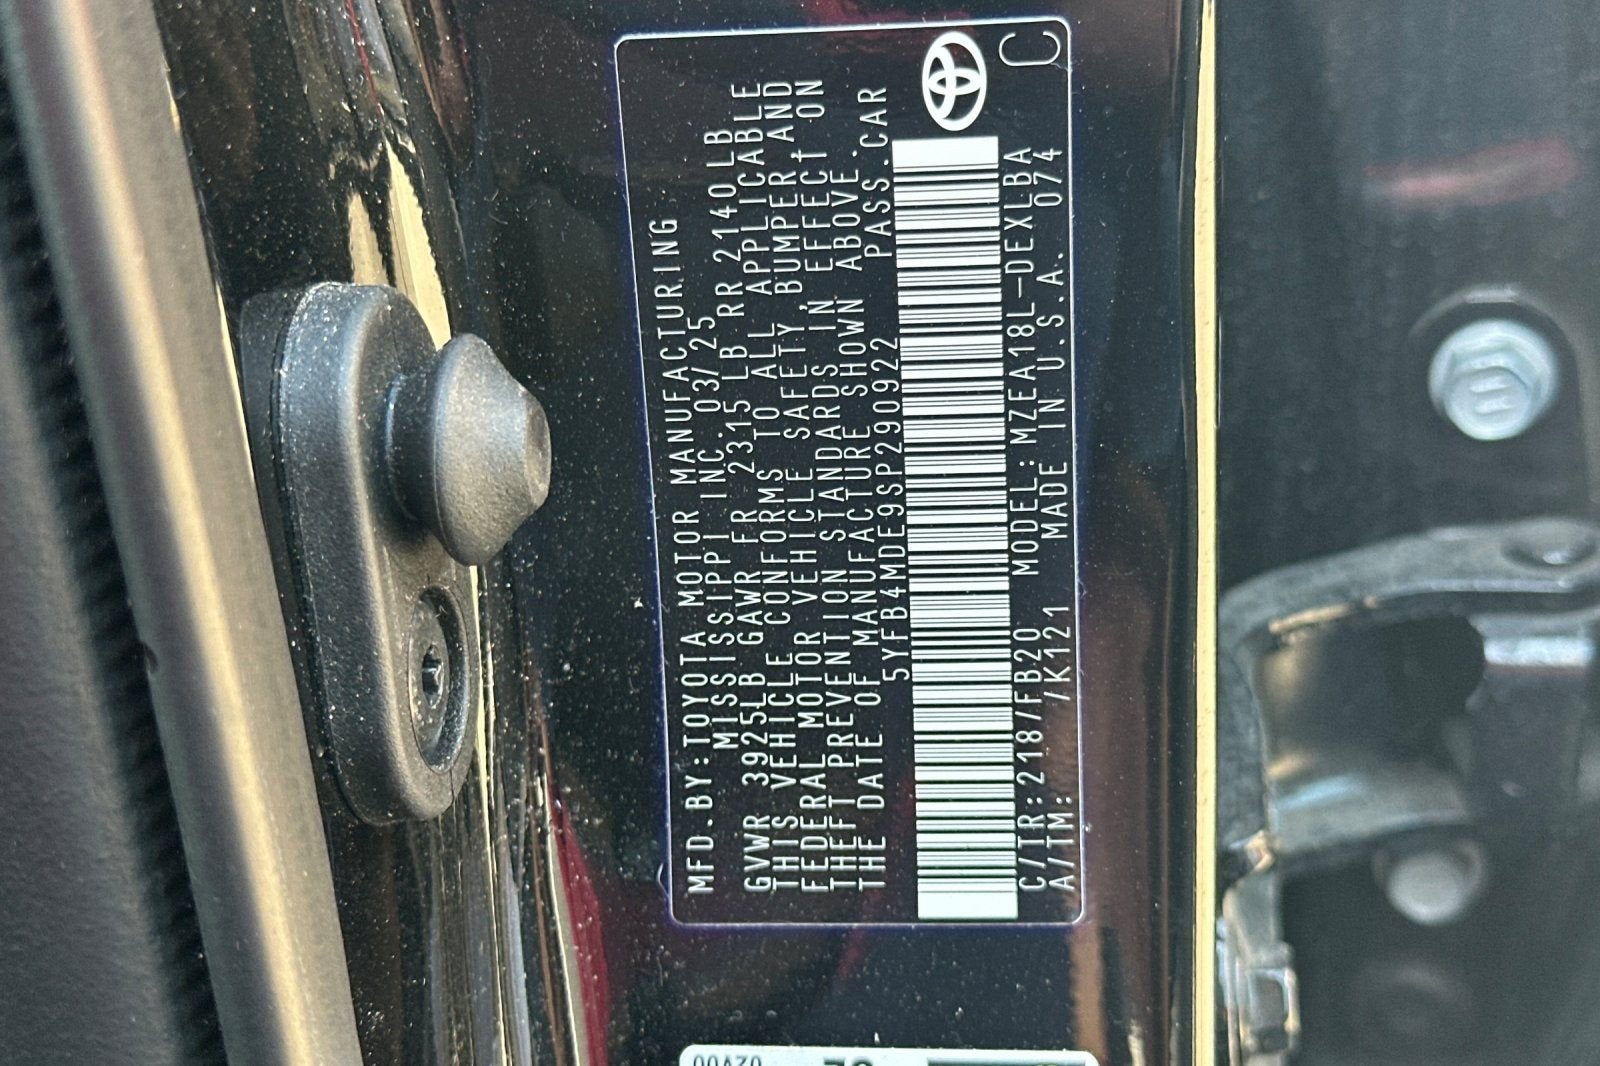 MFD.BY:TOYOTA MOTOR MANUFACTURING
MISSISSIPPI INC. 03/25
GVWR 3925LB GAWR FR 2315 LB RR 2140LB
THIS VEHICLE CONFORMS TO ALL APPLICABLE
FEDERAL MOTOR VEHICLE SAFETY,BUMPER,AND
THEFT PREVENTION STANDARDS IN EFFECT ON
THE DATE OF MANUFACTURE SHOWN ABOVE.
5YFB4MDE9SP290922 PASS.CAR
C/TR:218/FB20 MODEL:MZEA18L-DEXLBA
A/TM: /K121 MADE IN U.S.A. 074
C